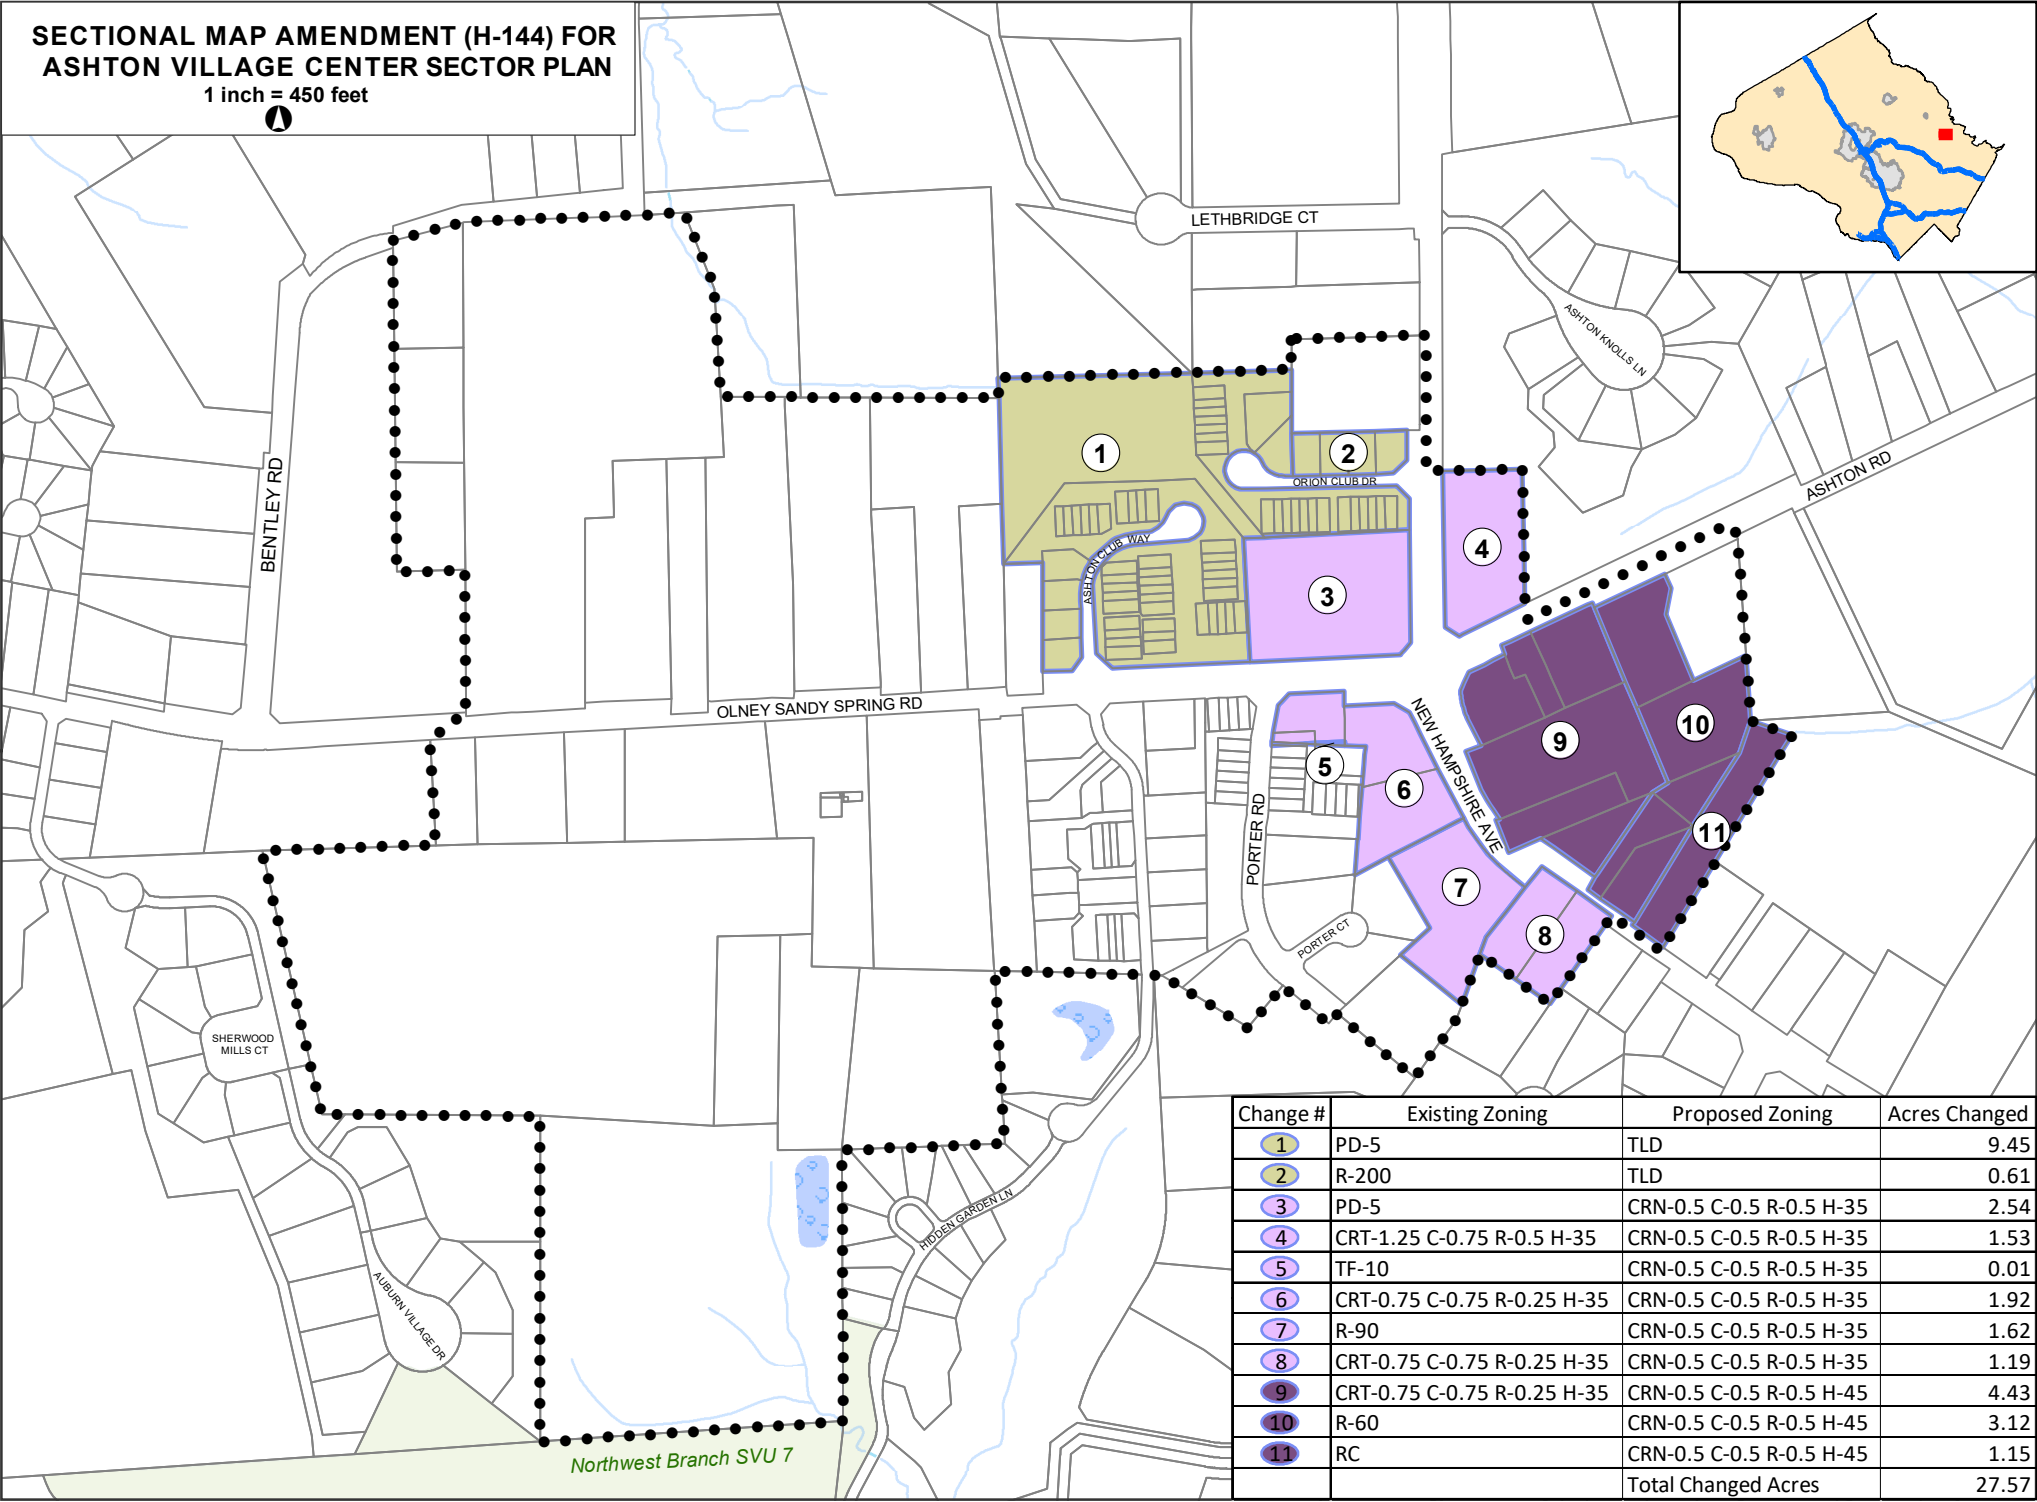 SECTIONAL MAP AMENDMENT (H-144) FOR
ASHTON VILLAGE CENTER SECTOR PLAN
1 inch = 450 feet
LETHBRIDGE CT
ASHTON KNOLLS LN
ASHTON RD
BENTLEY RD
1
2
ORION CLUB DR
ASHTON CLUB WAY
3
4
OLNEY SANDY SPRING RD
NEW HAMPSHIRE AVE
5
6
7
8
9
10
11
PORTER RD
PORTER CT
SHERWOOD
MILLS CT
HIDDEN GARDEN LN
AUBURN VILLAGE DR
Northwest Branch SVU 7
Change # Existing Zoning Proposed Zoning Acres Changed
1 PD-5 TLD 9.45
2 R-200 TLD 0.61
3 PD-5 CRN-0.5 C-0.5 R-0.5 H-35 2.54
4 CRT-1.25 C-0.75 R-0.5 H-35 CRN-0.5 C-0.5 R-0.5 H-35 1.53
5 TF-10 CRN-0.5 C-0.5 R-0.5 H-35 0.01
6 CRT-0.75 C-0.75 R-0.25 H-35 CRN-0.5 C-0.5 R-0.5 H-35 1.92
7 R-90 CRN-0.5 C-0.5 R-0.5 H-35 1.62
8 CRT-0.75 C-0.75 R-0.25 H-35 CRN-0.5 C-0.5 R-0.5 H-35 1.19
9 CRT-0.75 C-0.75 R-0.25 H-35 CRN-0.5 C-0.5 R-0.5 H-45 4.43
10 R-60 CRN-0.5 C-0.5 R-0.5 H-45 3.12
11 RC CRN-0.5 C-0.5 R-0.5 H-45 1.15
Total Changed Acres 27.57